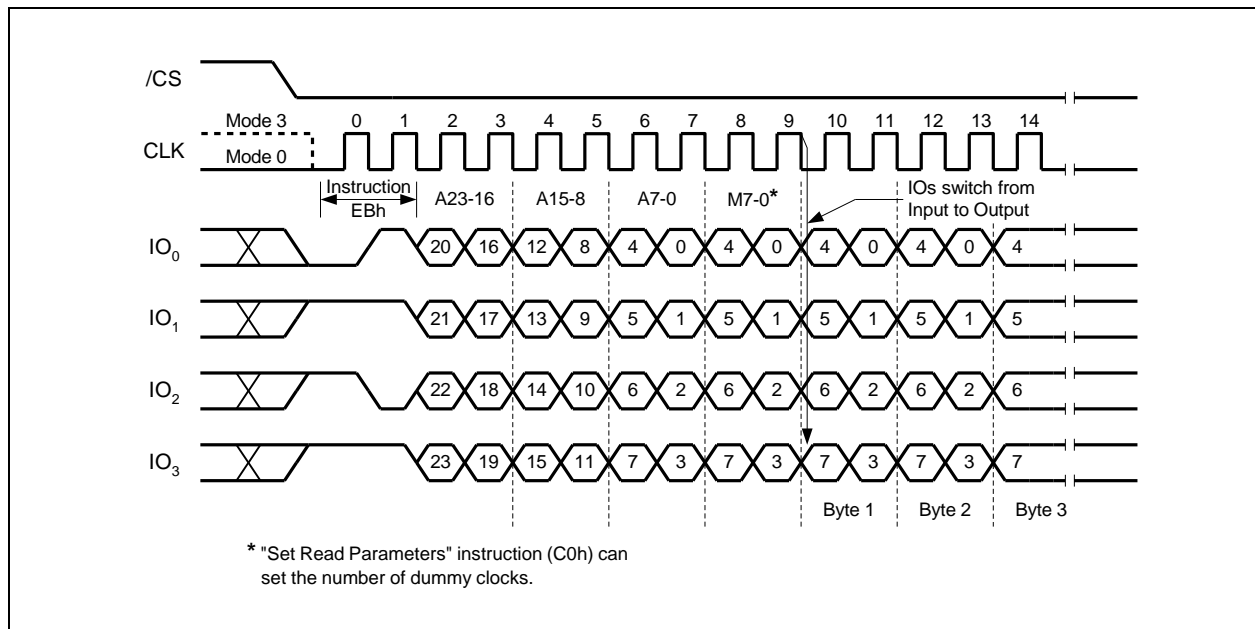 /CS
Mode 3 0 1 2 3 4 5 6 7 8 9 10 11 12 13 14
CLK Mode 0
Instruction
EBh
A23-16 A15-8 A7-0 M7-0*
IOs switch from
Input to Output
IO0 20 16 12 8 4 0 4 0 4 0 4 0 4
IO1 21 17 13 9 5 1 5 1 5 1 5 1 5
IO2 22 18 14 10 6 2 6 2 6 2 6 2 6
IO3 23 19 15 11 7 3 7 3 7 3 7 3 7
Byte 1 Byte 2 Byte 3
* "Set Read Parameters" instruction (C0h) can
set the number of dummy clocks.